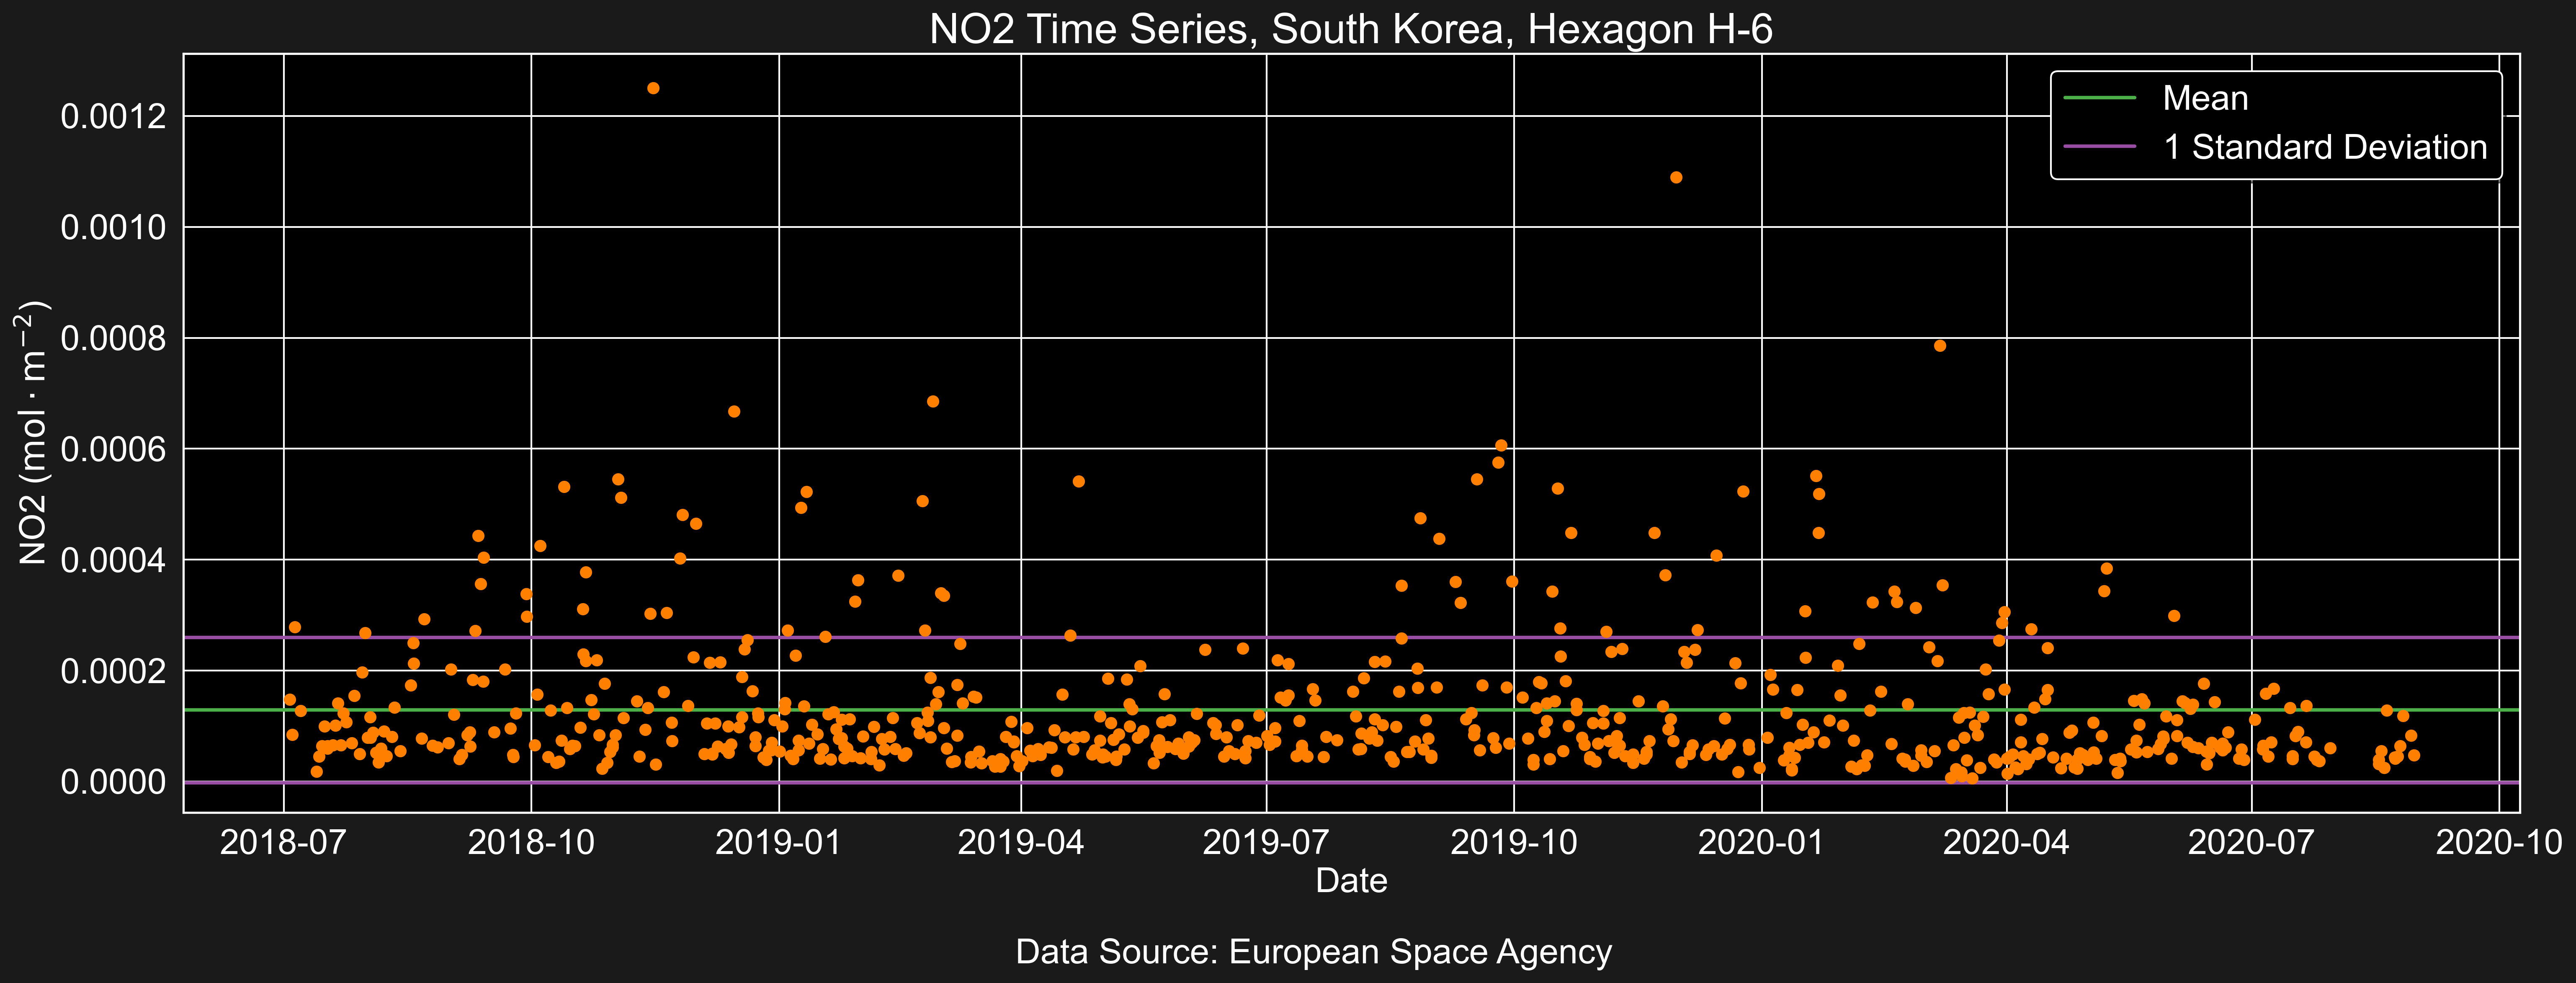 NO2 Time Series, South Korea, Hexagon H-6
Mean
1 Standard Deviation
NO2 (mol · m⁻²)
0.0012
0.0010
0.0008
0.0006
0.0004
0.0002
0.0000
2018-07 2018-10 2019-01 2019-04 2019-07 2019-10 2020-01 2020-04 2020-07 2020-10
Date
Data Source: European Space Agency